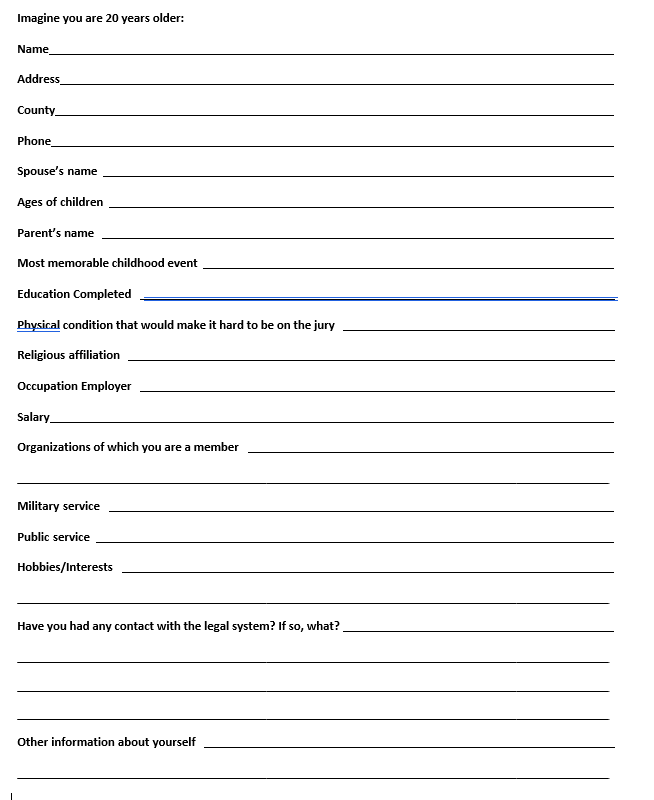 Imagine you are 20 years older:
Name
Address
County
Phone
Spouse's name
Ages of children
Parent's name
Most memorable childhood event
Education Completed
Physical condition that would make it hard to be on the jury
Religious affiliation
Occupation Employer
Salary
Organizations of which you are a member
Military service
Public service
Hobbies/Interests
Have you had any contact with the legal system? If so, what?
Other information about yourself